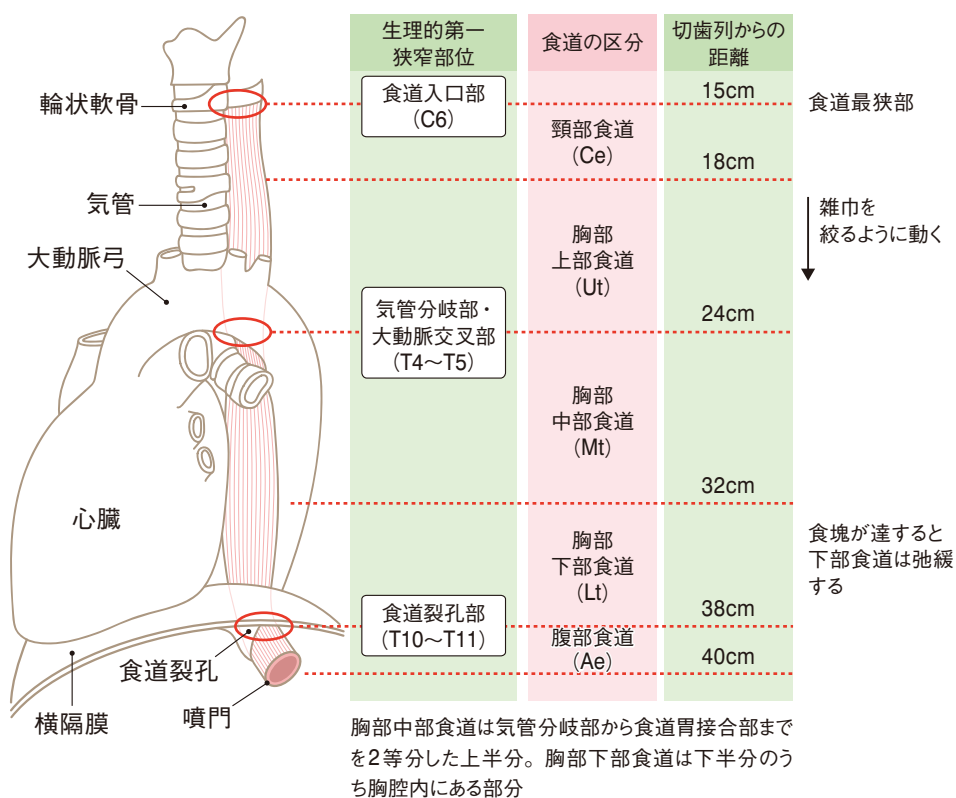 生理的第一
狭窄部位
食道の区分
切歯列からの
距離
輪状軟骨
気管
大動脈弓
心臓
食道裂孔
横隔膜
噴門
食道入口部
（C6）
気管分岐部・
大動脈交叉部
（T4〜T5）
食道裂孔部
（T10〜T11）
頸部食道
（Ce）
胸部
上部食道
（Ut）
胸部
中部食道
（Mt）
胸部
下部食道
（Lt）
腹部食道
（Ae）
15cm
18cm
24cm
32cm
38cm
40cm
食道最狭部
雑巾を
絞るように動く
食塊が達すると
下部食道は弛緩
する
胸部中部食道は気管分岐部から食道胃接合部まで
を2等分した上半分。胸部下部食道は下半分のう
ち胸腔内にある部分